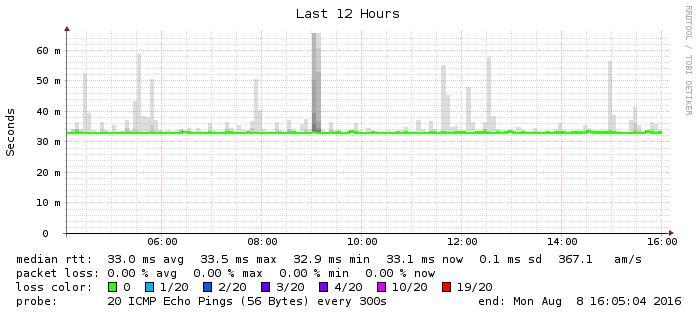 Last 12 Hours
RRDTOOL / TOBI OETIKER
Seconds
60 m
50 m
40 m
30 m
20 m
10 m
0
06:00 08:00 10:00 12:00 14:00 16:00
median rtt: 33.0 ms avg 33.5 ms max 32.9 ms min 33.1 ms now 0.1 ms sd 367.1 am/s
packet loss: 0.00 % avg 0.00 % max 0.00 % min 0.00 % now
loss color: 0 1/20 2/20 3/20 4/20 10/20 19/20
probe: 20 ICMP Echo Pings (56 Bytes) every 300s end: Mon Aug 8 16:05:04 2016